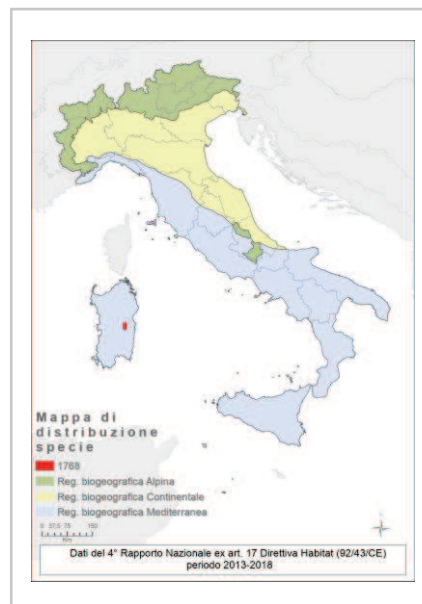 Mappa di
distribuzione
specie
1768
Reg. biogeografica Alpina
Reg. biogeografica Continentale
Reg. biogeografica Mediterranea
0 37,5 75 150
Km
Dati del 4° Rapporto Nazionale ex art. 17 Direttiva Habitat (92/43/CE)
periodo 2013-2018